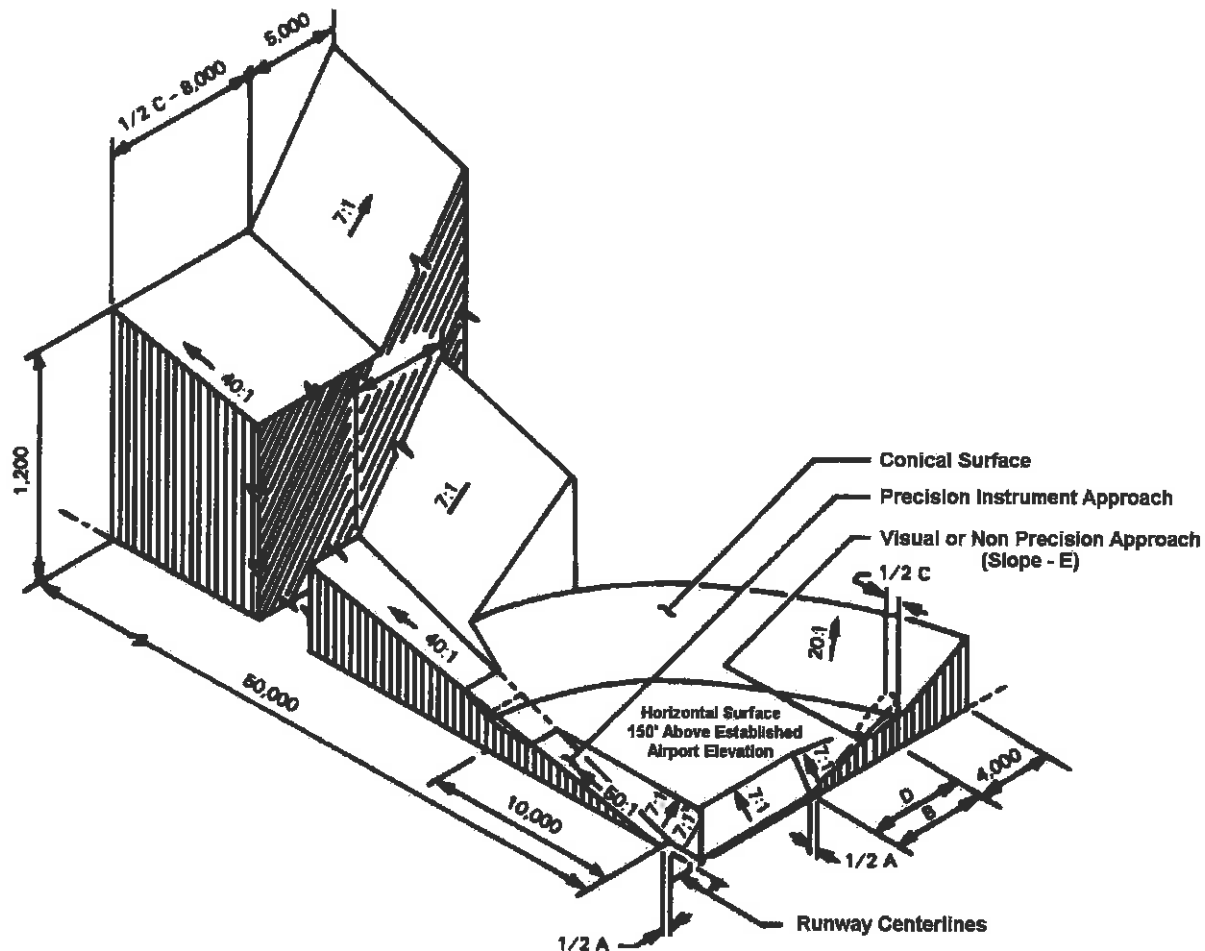 5,000
1/2 C - 8,000
7:1
40:1
1,200
7:1
Conical Surface
Precision Instrument Approach
Visual or Non Precision Approach
(Slope - E)
1/2 C
20:1
40:1
50,000
Horizontal Surface
150' Above Established
Airport Elevation
7:1
4,000
D
B
50:1
7:1
7:1
7:1
10,000
1/2 A
Runway Centerlines
1/2 A